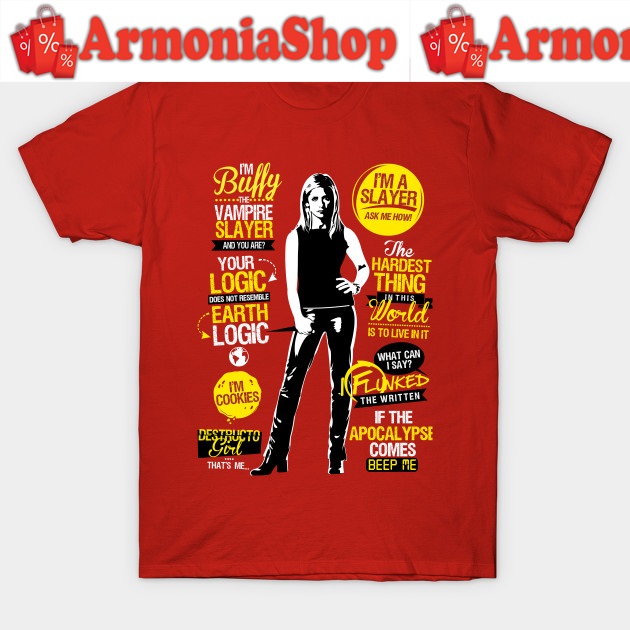 % % % ArmoniaShop % % % Armon
I'M
Buffy
THE
VAMPIRE
SLAYER
AND YOU ARE?
YOUR
LOGIC
DOES NOT RESEMBLE
EARTH
LOGIC
I'M
COOKIES
DESTRUCTO
Girl
THAT'S ME...
I'M A
SLAYER
ASK ME HOW!
The
HARDEST
THING
IN THIS
World
IS TO LIVE IN IT
WHAT CAN
I SAY?
I FLUNKED
THE WRITTEN
IF THE
APOCALYPSE
COMES
BEEP ME